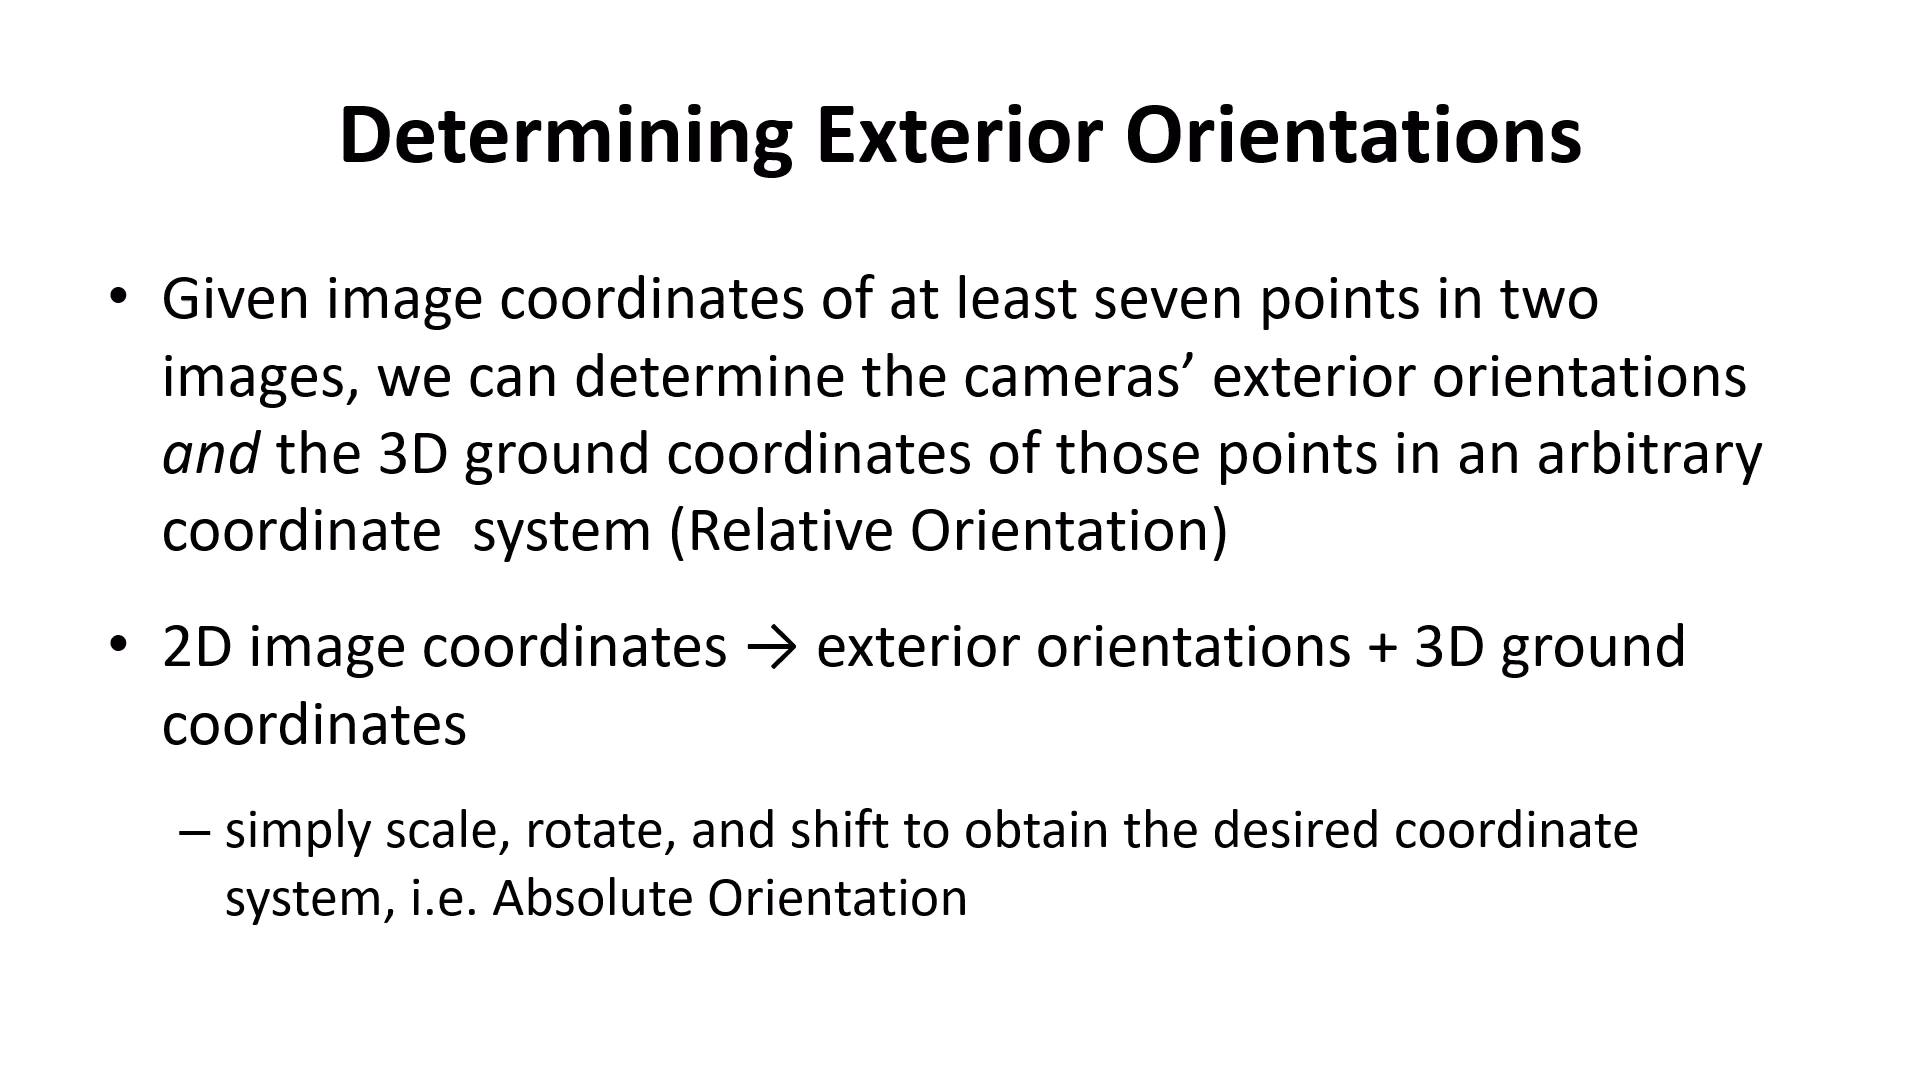 Determining Exterior Orientations
• Given image coordinates of at least seven points in two
images, we can determine the cameras’ exterior orientations
and the 3D ground coordinates of those points in an arbitrary
coordinate  system (Relative Orientation)
• 2D image coordinates → exterior orientations + 3D ground
coordinates
– simply scale, rotate, and shift to obtain the desired coordinate
system, i.e. Absolute Orientation